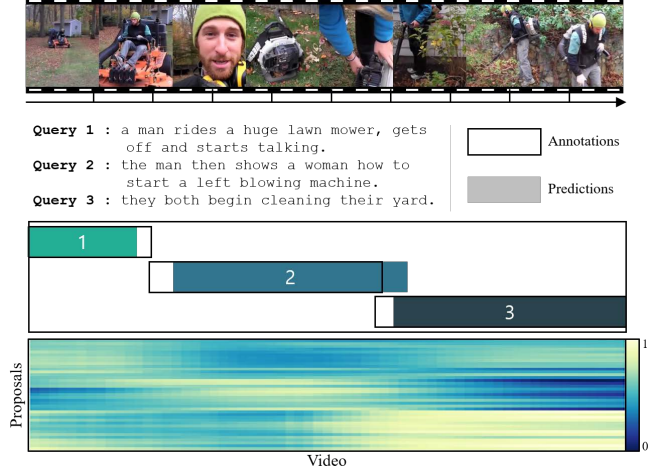 Query 1 : a man rides a huge lawn mower, gets
off and starts talking.
Query 2 : the man then shows a woman how to
start a left blowing machine.
Query 3 : they both begin cleaning their yard.
Annotations
Predictions
1
2
3
Proposals
1
0
Video